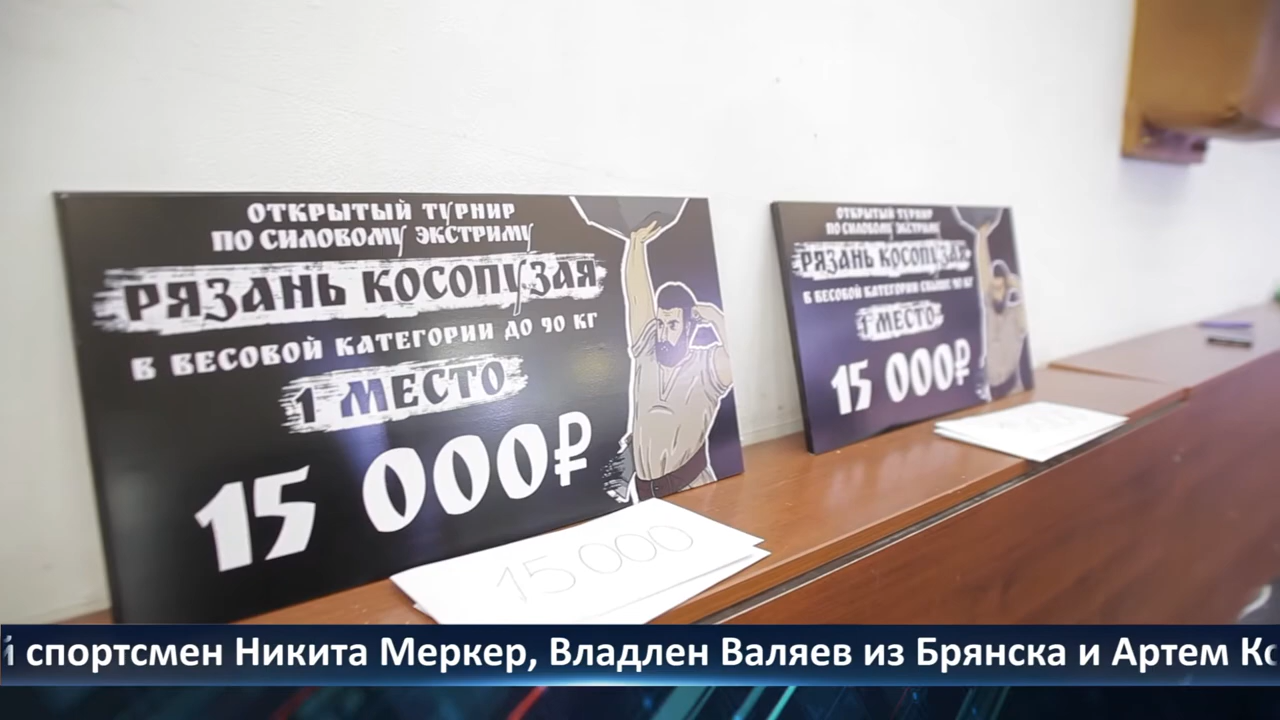 ОТКРЫТЫЙ ТУРНИР
ПО СИЛОВОМУ ЭКСТРИМУ
РЯЗАНЬ КОСОПУЗАЯ
В ВЕСОВОЙ КАТЕГОРИИ ДО 90 КГ
1 МЕСТО
15 000₽
15 000
ОТКРЫТЫЙ ТУРНИР
ПО СИЛОВОМУ ЭКСТРИМУ
РЯЗАНЬ КОСОПУЗАЯ
В ВЕСОВОЙ КАТЕГОРИИ СВЫШЕ 90 КГ
1 МЕСТО
15 000₽
й спортсмен Никита Меркер, Владлен Валяев из Брянска и Артем Ко